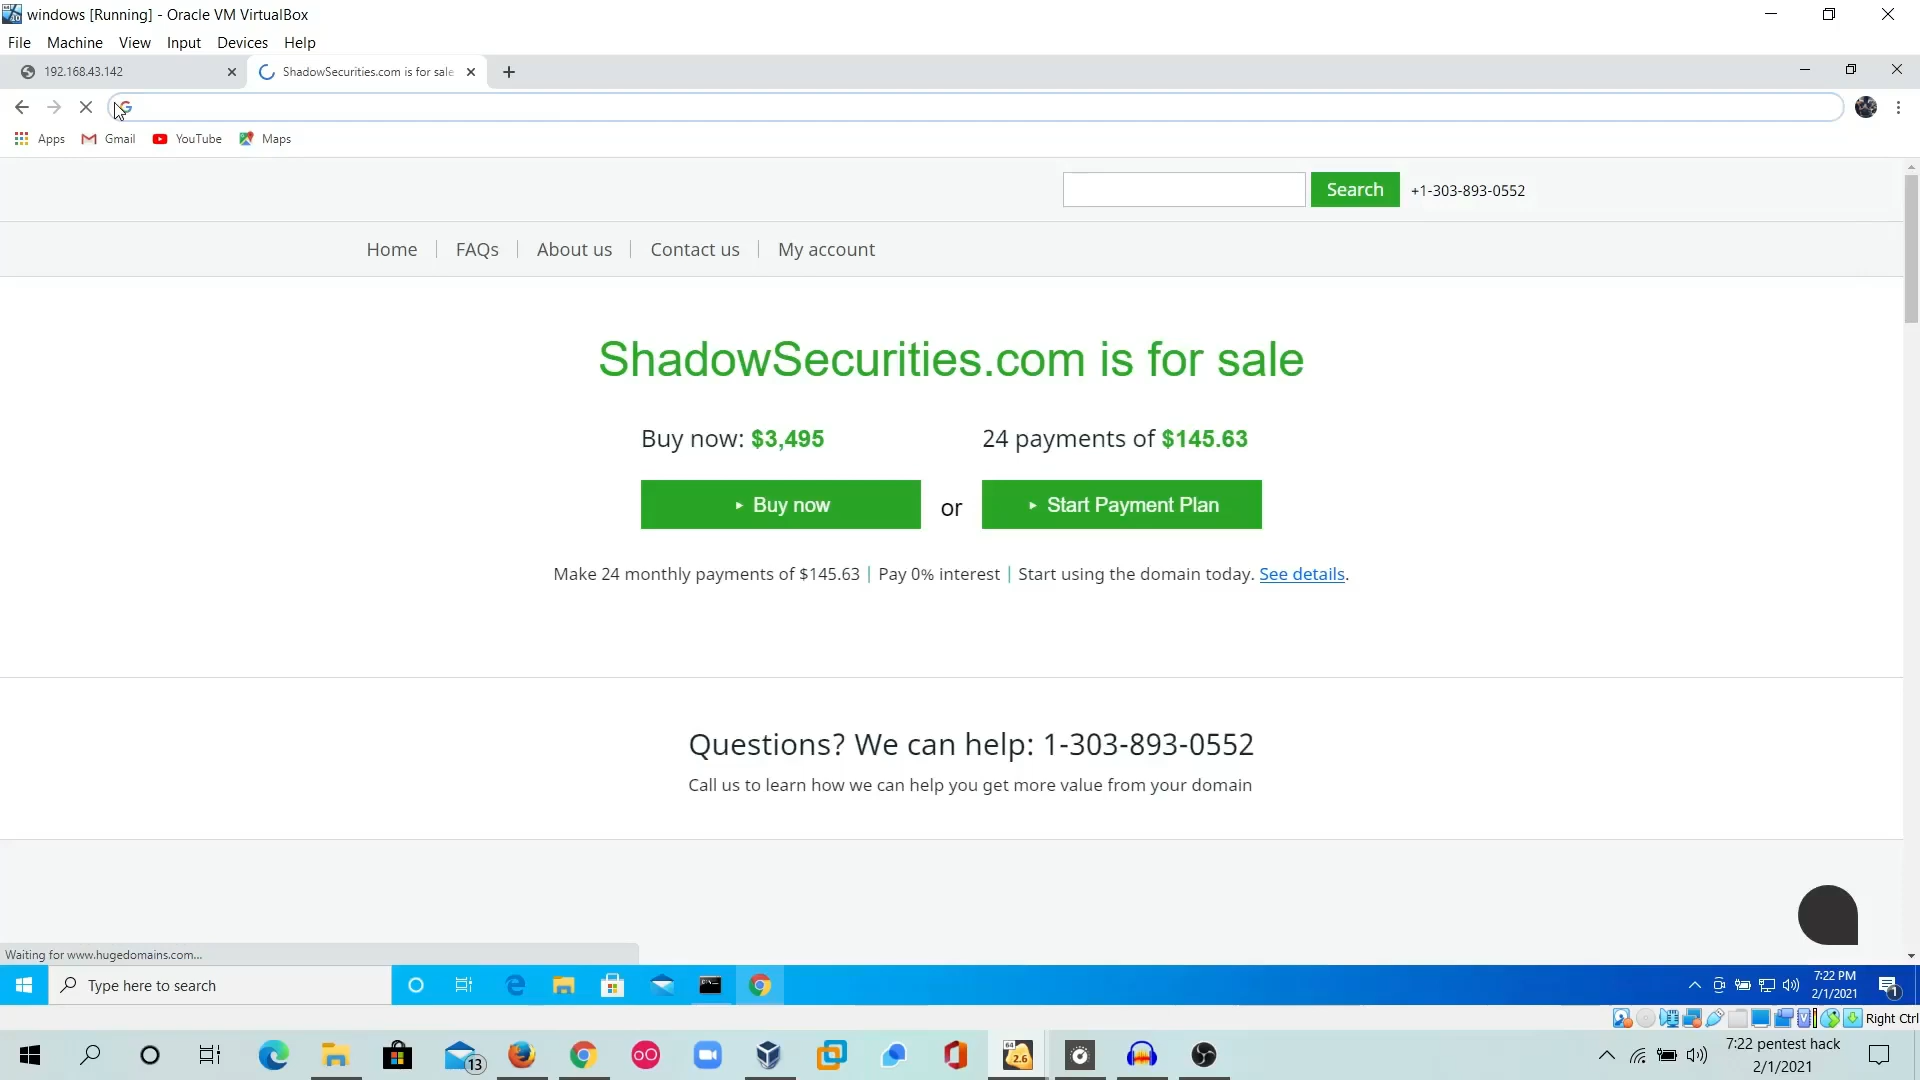 windows [Running] - Oracle VM VirtualBox
File Machine View Input Devices Help
192.168.43.142
ShadowSecurities.com is for sale
Apps Gmail YouTube Maps
Search +1-303-893-0552
Home FAQs About us Contact us My account
ShadowSecurities.com is for sale
Buy now: $3,495
24 payments of $145.63
Buy now or Start Payment Plan
Make 24 monthly payments of $145.63 | Pay 0% interest | Start using the domain today. See details.
Questions? We can help: 1-303-893-0552
Call us to learn how we can help you get more value from your domain
Waiting for www.hugedomains.com...
Type here to search
7:22 PM
2/1/2021
1
Right Ctrl
13
64
2.6
7:22 pentest hack
2/1/2021